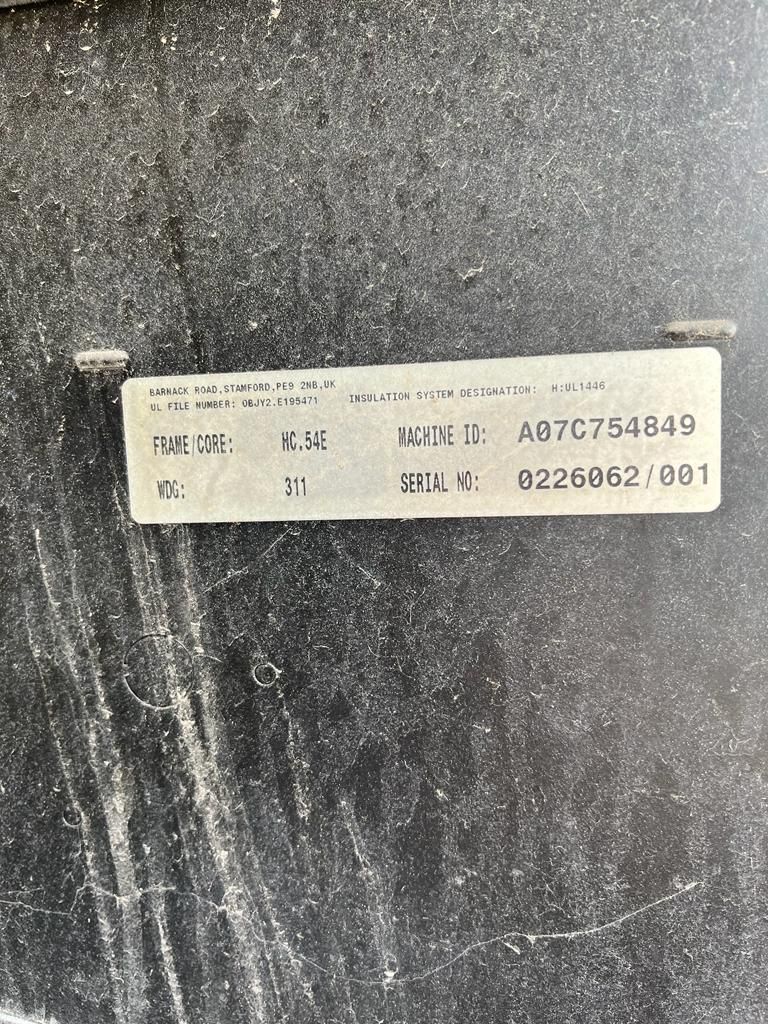 BARNACK ROAD,STAMFORD,PE9 2NB,UK
UL FILE NUMBER: OBJY2.E195471 INSULATION SYSTEM DESIGNATION: H:UL1446
FRAME/CORE: HC.54E MACHINE ID: A07C754849
WDG: 311 SERIAL NO: 0226062/001